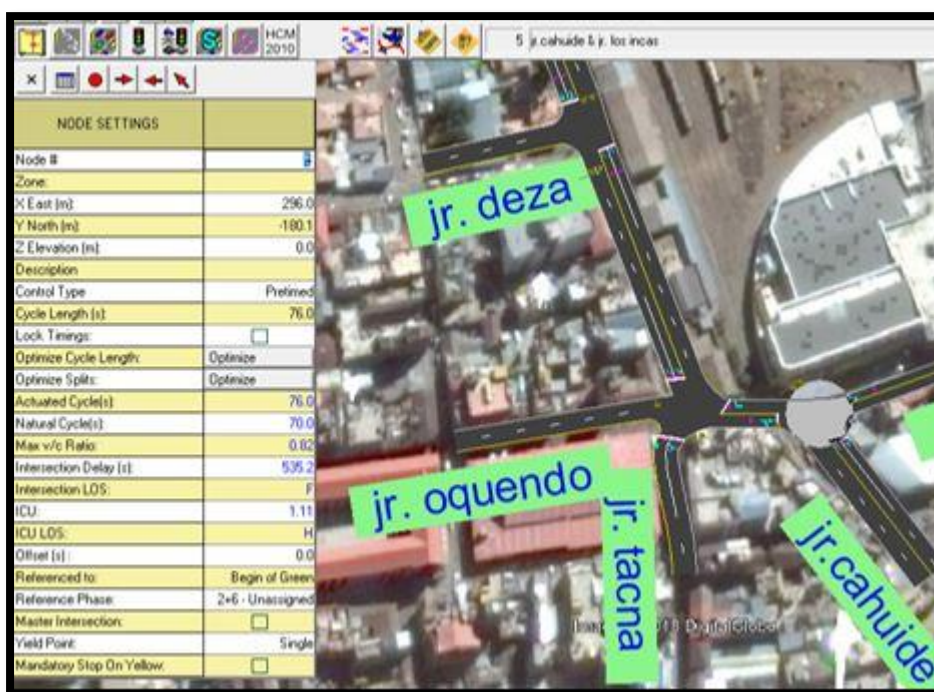 HCM
2010
5 jr.cahuide & jr. los incas
NODE SETTINGS
Node #
Zone:
X East (m): 296.0
Y North (m): -180.1
Z Elevation (m): 0.0
Description
Control Type Pretimed
Cycle Length (s): 76.0
Lock Timings:
Optimize Cycle Length: Optimize
Optimize Splits: Optimize
Actuated Cycle(s): 76.0
Natural Cycle(s): 70.0
Max v/c Ratio: 0.82
Intersection Delay (s): 535.2
Intersection LOS: F
ICU: 1.11
ICU LOS: H
Offset (s) : 0.0
Referenced to: Begin of Green
Reference Phase: 2+6 - Unassigned
Master Intersection:
Yield Point: Single
Mandatory Stop On Yellow:
jr. deza
jr. oquendo
jr. tacna
jr.cahuide
DigitalGlobe